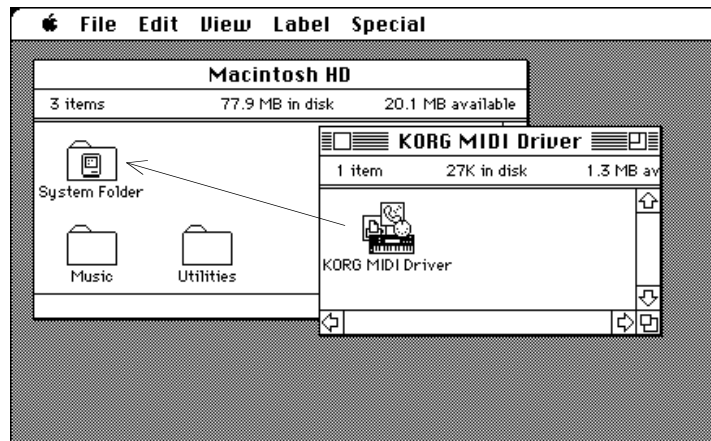 File Edit View Label Special
Macintosh HD
3 items 77.9 MB in disk 20.1 MB available
System Folder
Music Utilities
KORG MIDI Driver
1 item 27K in disk 1.3 MB av
KORG MIDI Driver